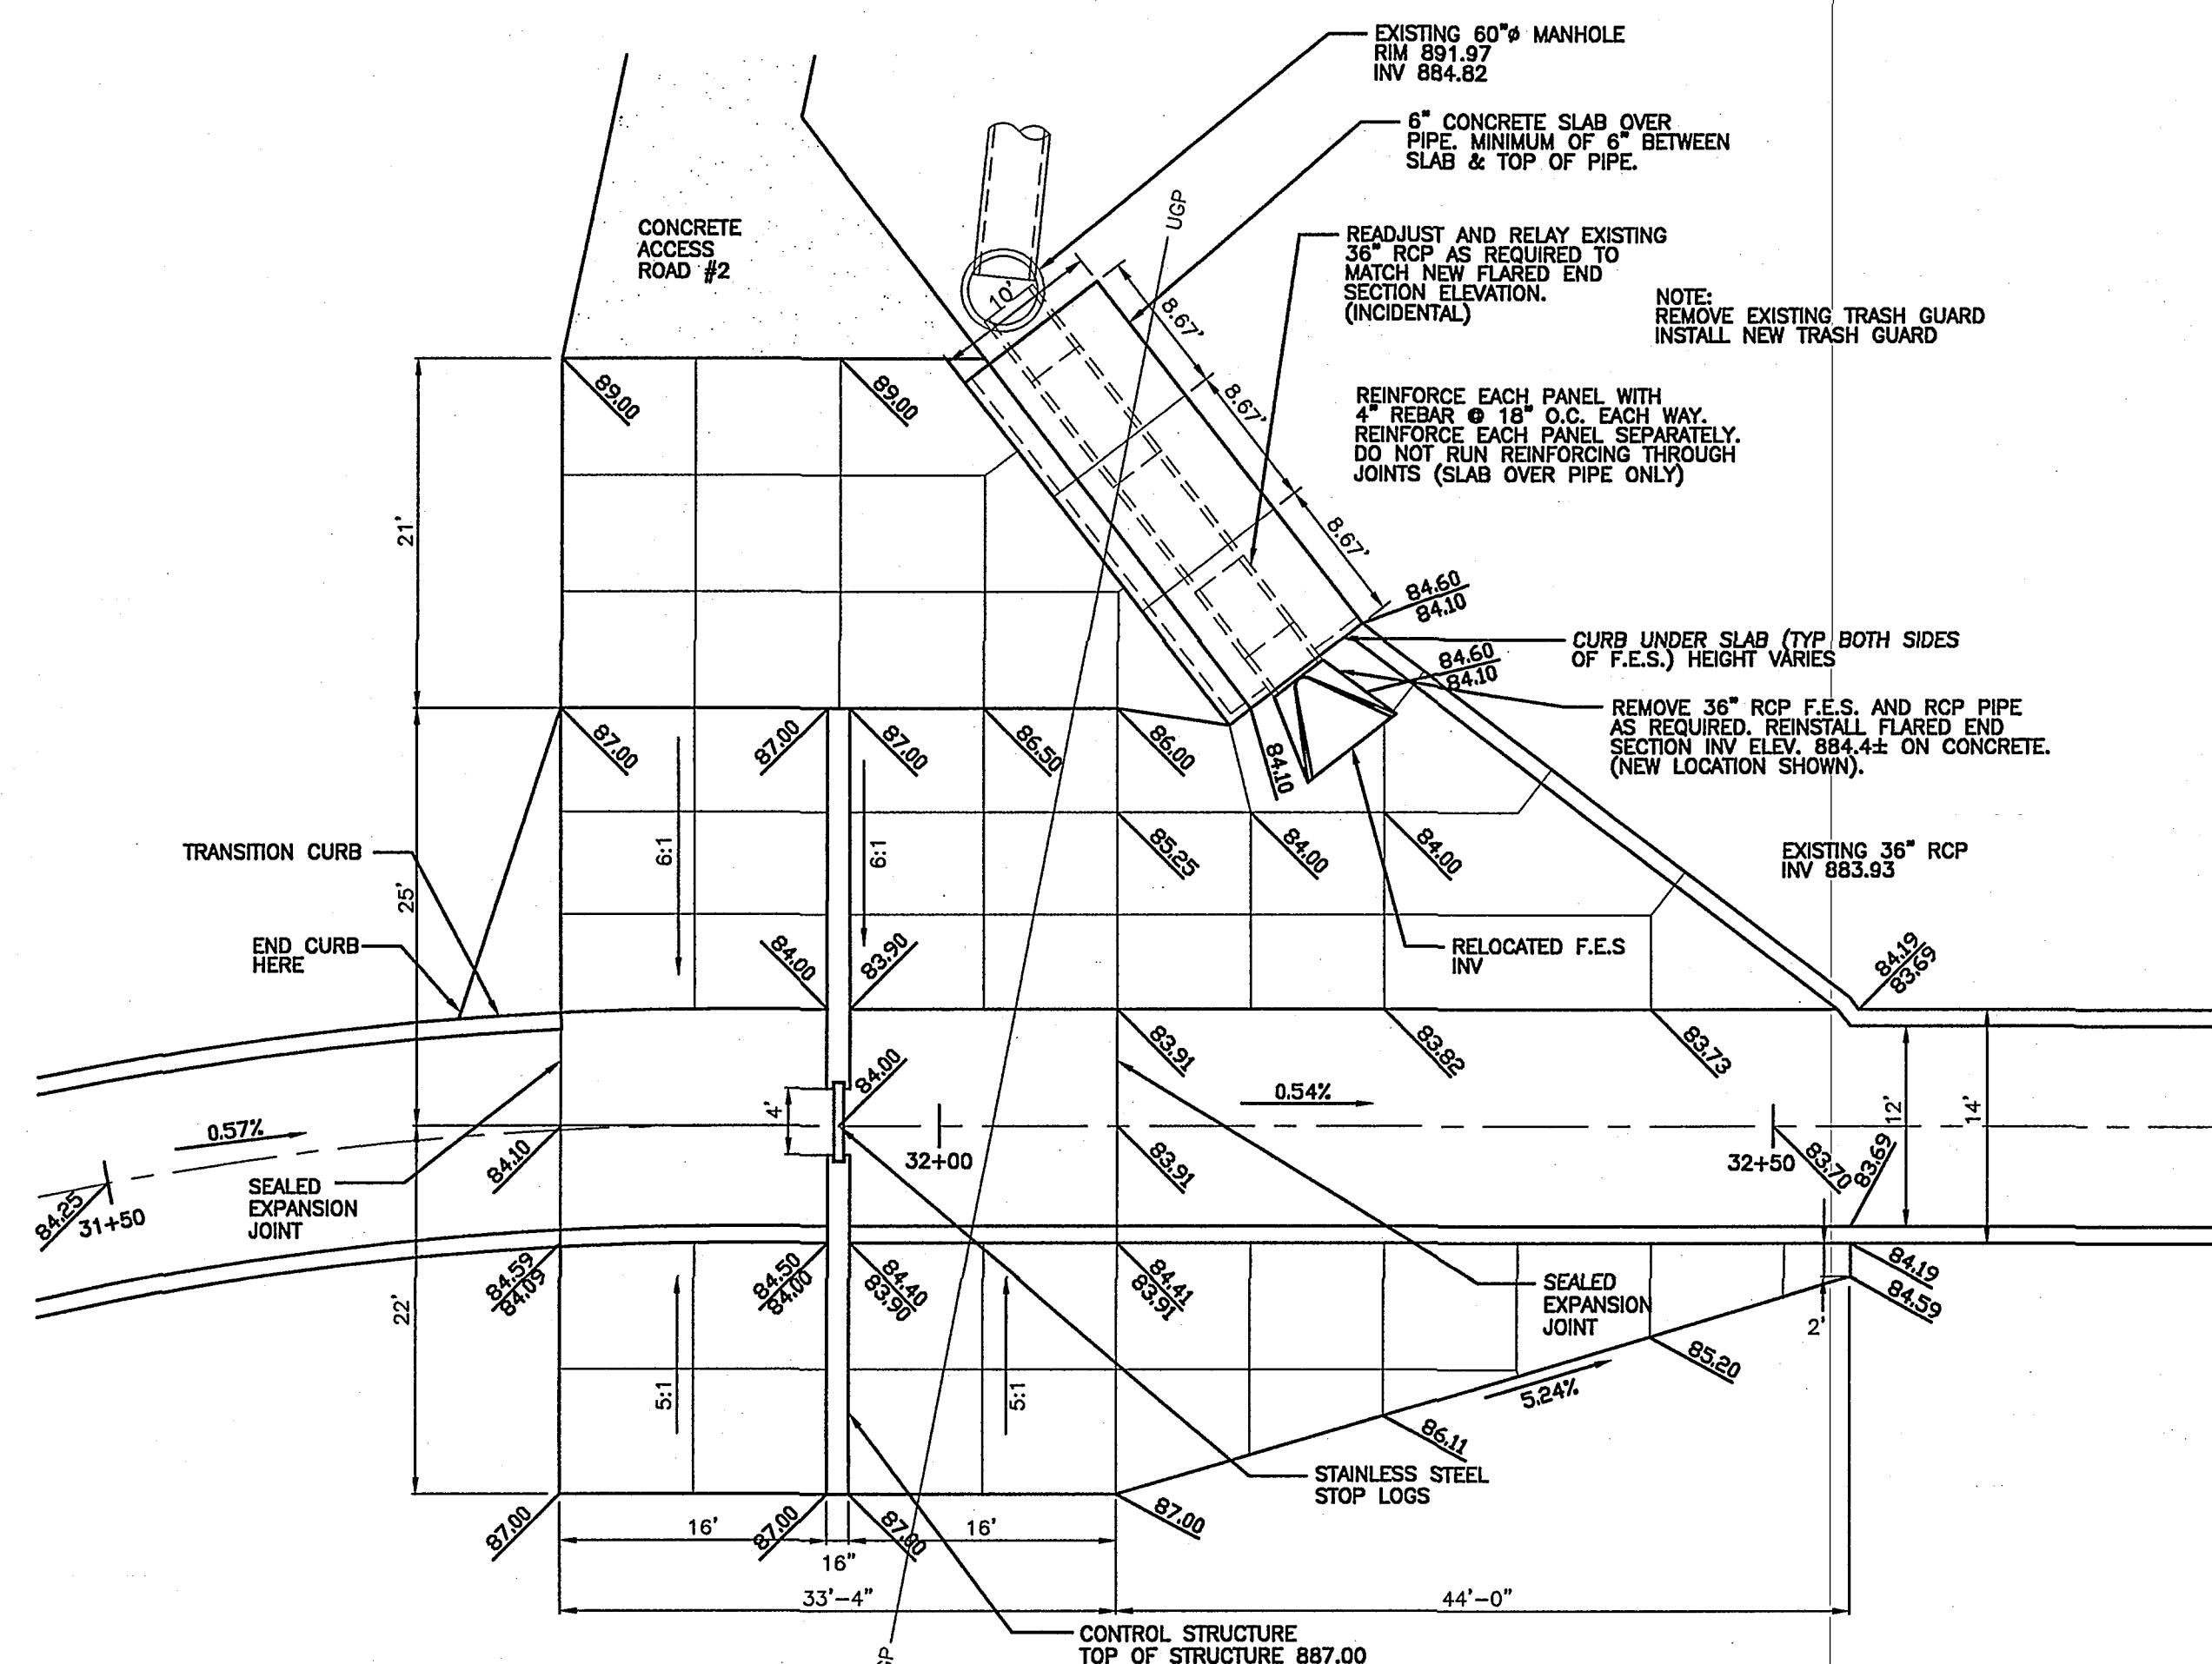 EXISTING 60"ø MANHOLE
RIM 891.97
INV 884.82
6" CONCRETE SLAB OVER
PIPE. MINIMUM OF 6" BETWEEN
SLAB & TOP OF PIPE.
UGP
CONCRETE
ACCESS
ROAD #2
READJUST AND RELAY EXISTING
36" RCP AS REQUIRED TO
MATCH NEW FLARED END
SECTION ELEVATION.
(INCIDENTAL)
NOTE:
REMOVE EXISTING TRASH GUARD
INSTALL NEW TRASH GUARD
10'
8.67'
8.67'
8.67'
REINFORCE EACH PANEL WITH
4" REBAR @ 18" O.C. EACH WAY.
REINFORCE EACH PANEL SEPARATELY.
DO NOT RUN REINFORCING THROUGH
JOINTS (SLAB OVER PIPE ONLY)
89.00
89.00
21'
84.60
84.10
CURB UNDER SLAB (TYP BOTH SIDES
OF F.E.S.) HEIGHT VARIES
84.60
84.10
REMOVE 36" RCP F.E.S. AND RCP PIPE
AS REQUIRED. REINSTALL FLARED END
SECTION INV ELEV. 884.4± ON CONCRETE.
(NEW LOCATION SHOWN).
87.00
87.00
87.00
86.50
86.00
84.10
TRANSITION CURB
6:1
6:1
85.25
84.00
84.00
EXISTING 36" RCP
INV 883.93
25'
END CURB
HERE
84.00
83.90
RELOCATED F.E.S
INV
84.19
83.69
83.91
83.82
83.73
84.00
4'
0.57%
0.54%
12'
14'
84.10
32+00
83.91
32+50
83.70
83.69
84.25
31+50
SEALED
EXPANSION
JOINT
84.59
84.09
84.50
84.00
84.40
83.90
84.41
83.91
SEALED
EXPANSION
JOINT
84.19
84.59
22'
2'
5:1
5:1
85.20
5.24%
86.11
STAINLESS STEEL
STOP LOGS
87.00
87.00
87.00
87.00
16'
16'
16"
33'-4"
44'-0"
CONTROL STRUCTURE
TOP OF STRUCTURE 887.00